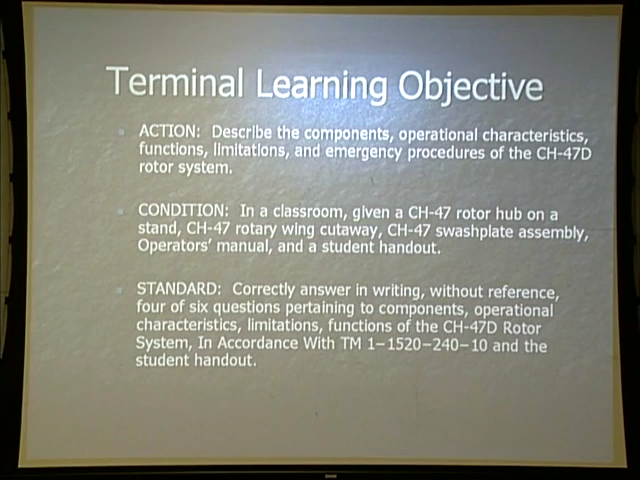 Terminal Learning Objective
ACTION: Describe the components, operational characteristics,
functions, limitations, and emergency procedures of the CH-47D
rotor system.
CONDITION: In a classroom, given a CH-47 rotor hub on a
stand, CH-47 rotary wing cutaway, CH-47 swashplate assembly,
Operators' manual, and a student handout.
STANDARD: Correctly answer in writing, without reference,
four of six questions pertaining to components, operational
characteristics, limitations, functions of the CH-47D Rotor
System, In Accordance With TM 1-1520-240-10 and the
student handout.